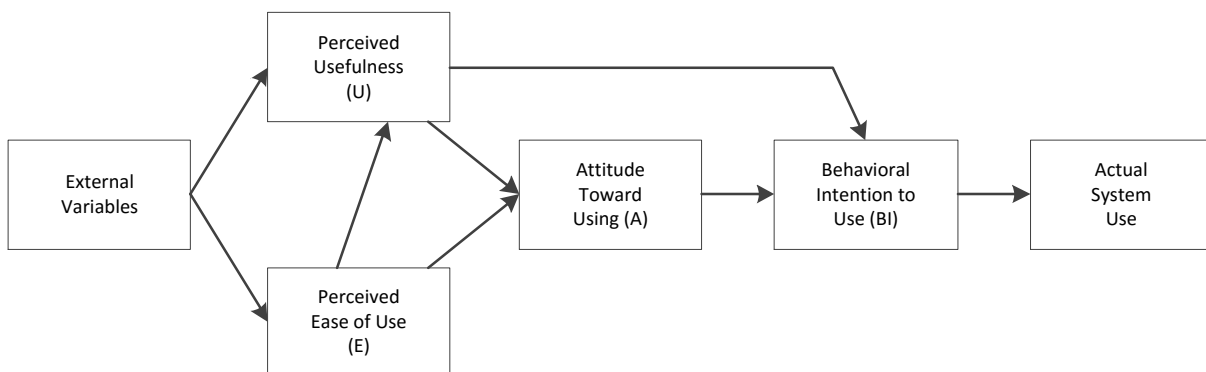 Perceived
Usefulness
(U)
External
Variables
Perceived
Ease of Use
(E)
Attitude
Toward
Using (A)
Behavioral
Intention to
Use (BI)
Actual
System
Use